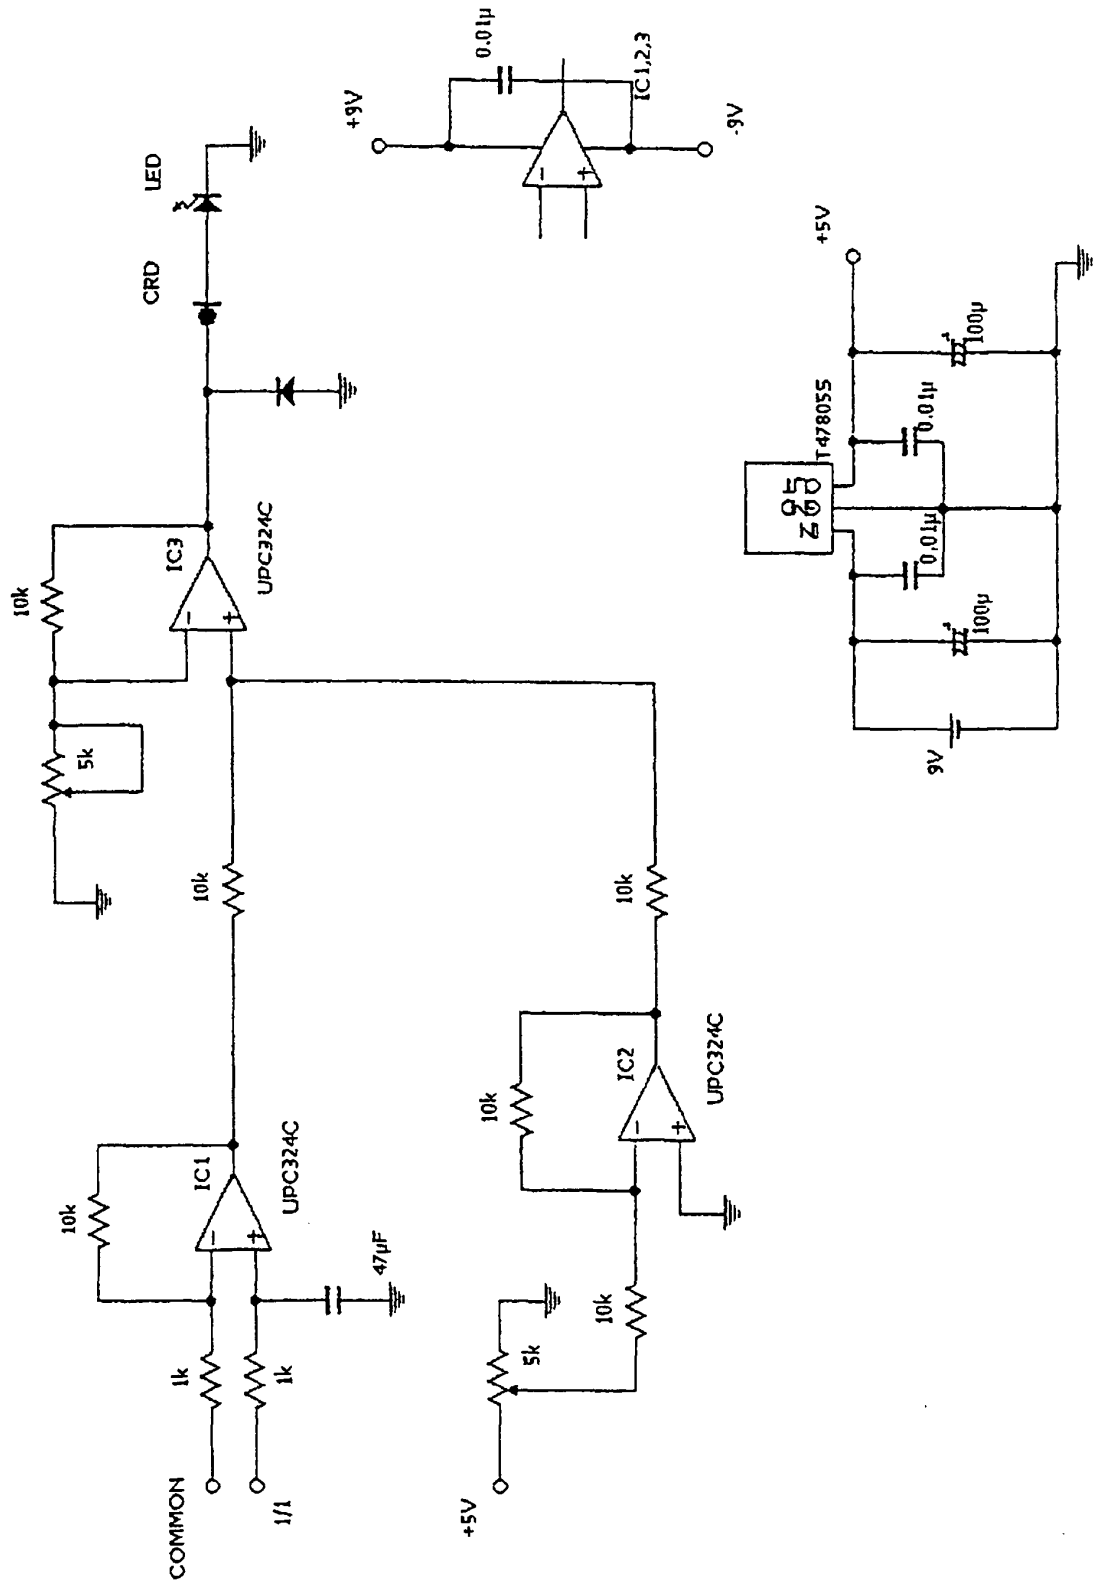 COMMON
1/1
1k
1k
10k
IC1
UPC324C
47μF
10k
5k
10k
IC3
UPC324C
CRD
LED
+5V
5k
10k
10k
IC2
UPC324C
10k
+9V
0.01μ
IC1,2,3
-9V
9V
100μ
0.01μ
T47805S
0.01μ
100μ
+5V